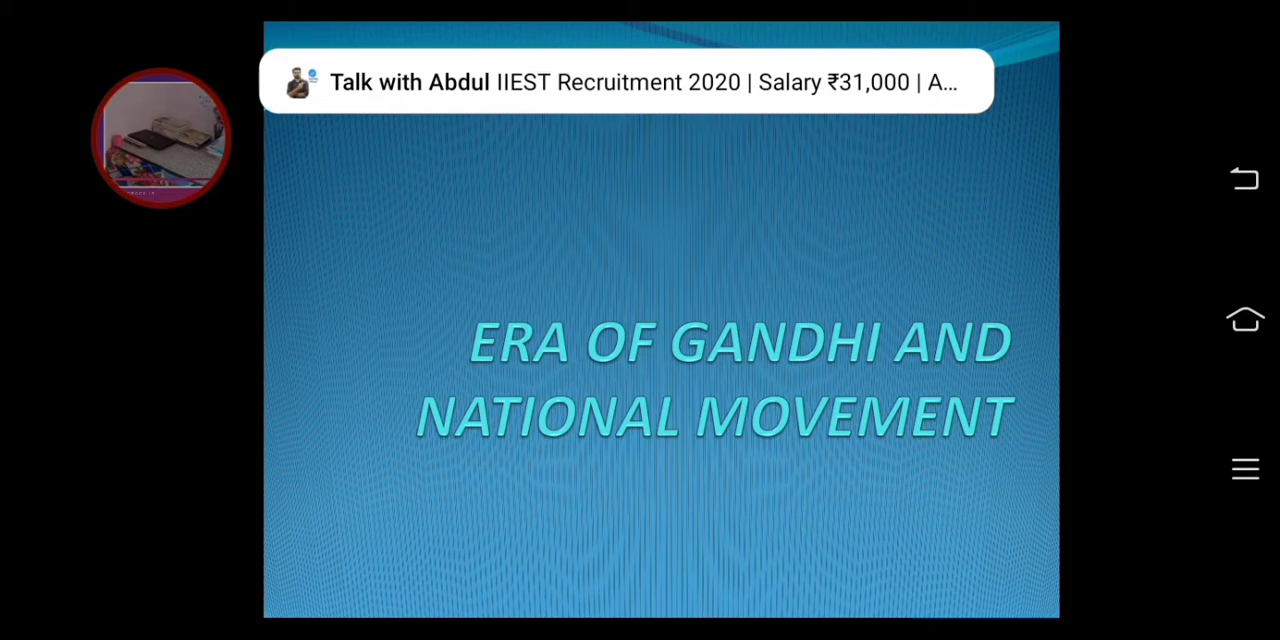 Talk with Abdul IIEST Recruitment 2020 | Salary ₹31,000 | A...
ERA OF GANDHI AND
NATIONAL MOVEMENT